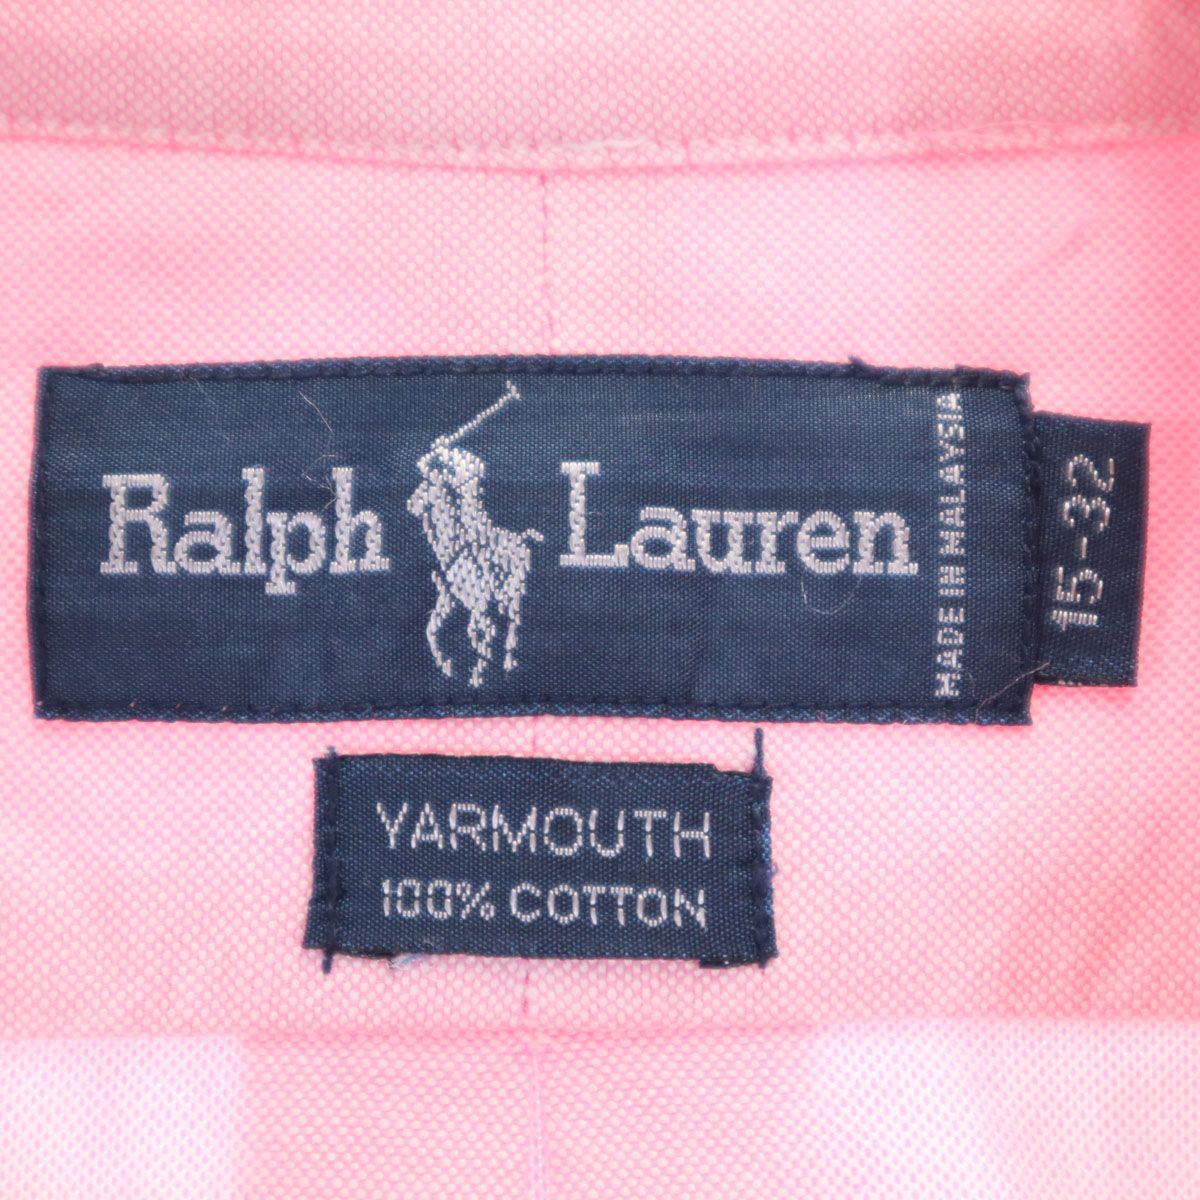 Ralph Lauren
MADE IN MALAYSIA
15-32
YARMOUTH
100% COTTON